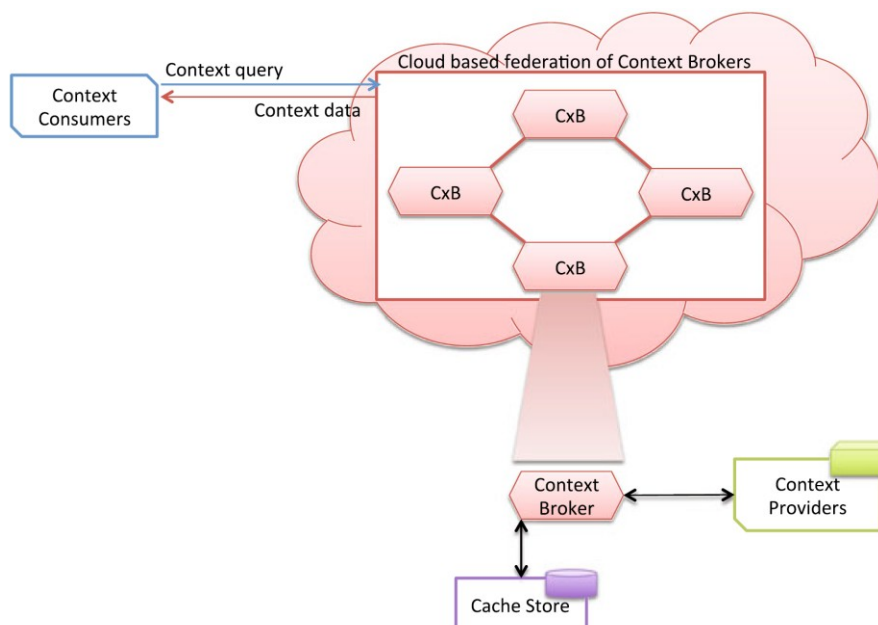 Cloud based federation of Context Brokers
Context query
Context
Consumers
Context data
CxB
CxB
CxB
CxB
Context
Broker
Context
Providers
Cache Store